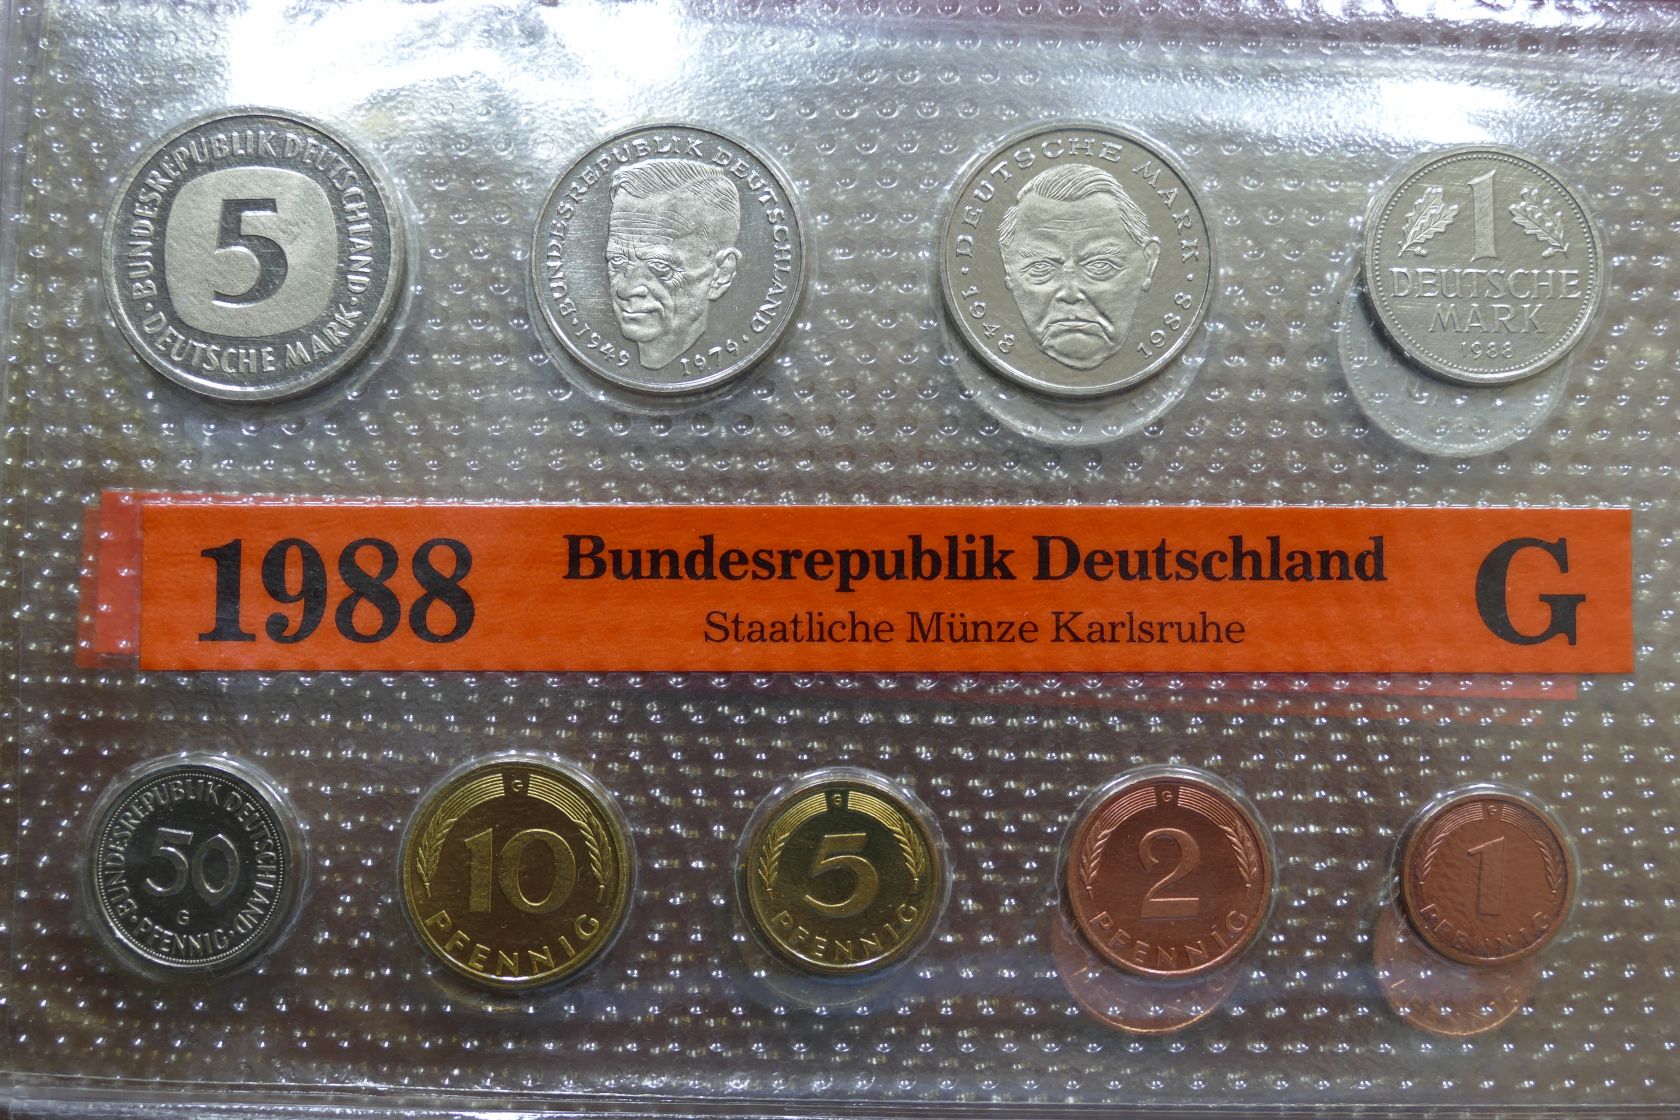 BUNDESREPUBLIK DEUTSCHLAND
5
· DEUTSCHE MARK ·
BUNDESREPUBLIK DEUTSCHLAND
· 1949 1979 ·
· DEUTSCHE MARK ·
1948 1988
1
DEUTSCHE
MARK
1988
1988
Bundesrepublik Deutschland
Staatliche Münze Karlsruhe
G
BUNDESREPUBLIK DEUTSCHLAND
50
G
· PFENNIG ·
G
10
PFENNIG
G
5
PFENNIG
G
2
PFENNIG
G
1
PFENNIG